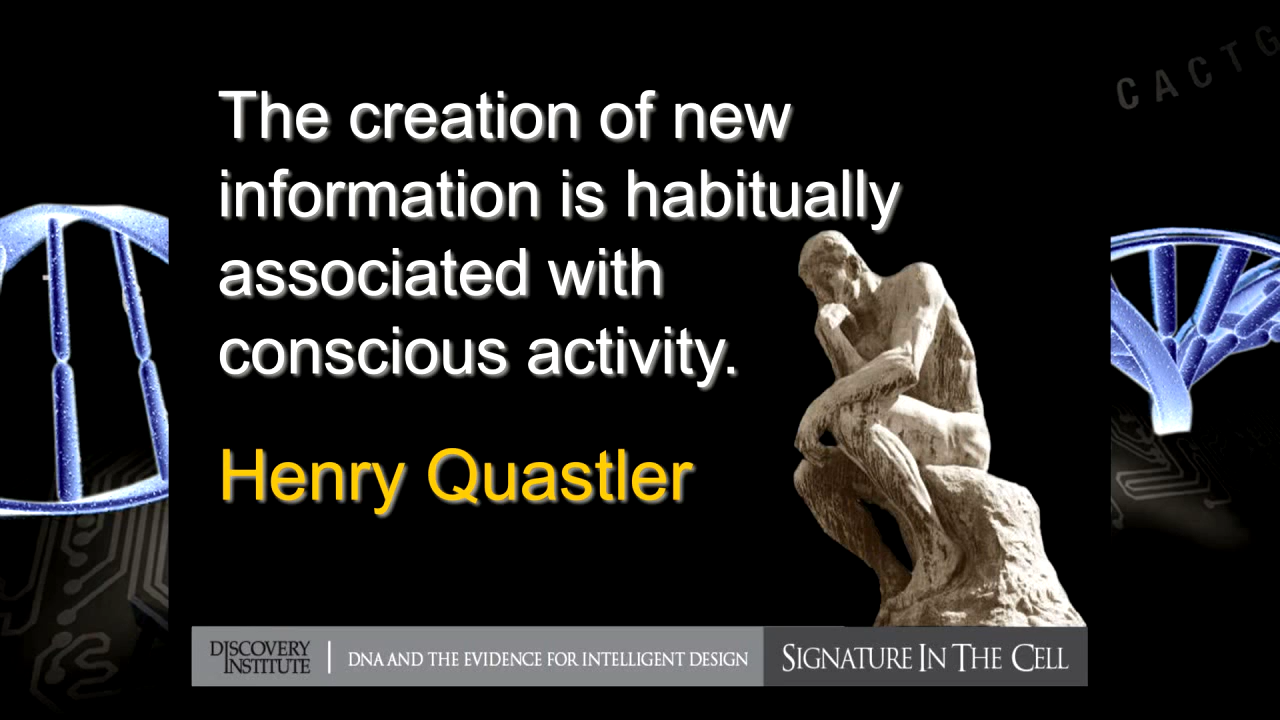 CACTG
The creation of new
information is habitually
associated with
conscious activity.
Henry Quastler
DISCOVERY
INSTITUTE
DNA AND THE EVIDENCE FOR INTELLIGENT DESIGN
SIGNATURE IN THE CELL